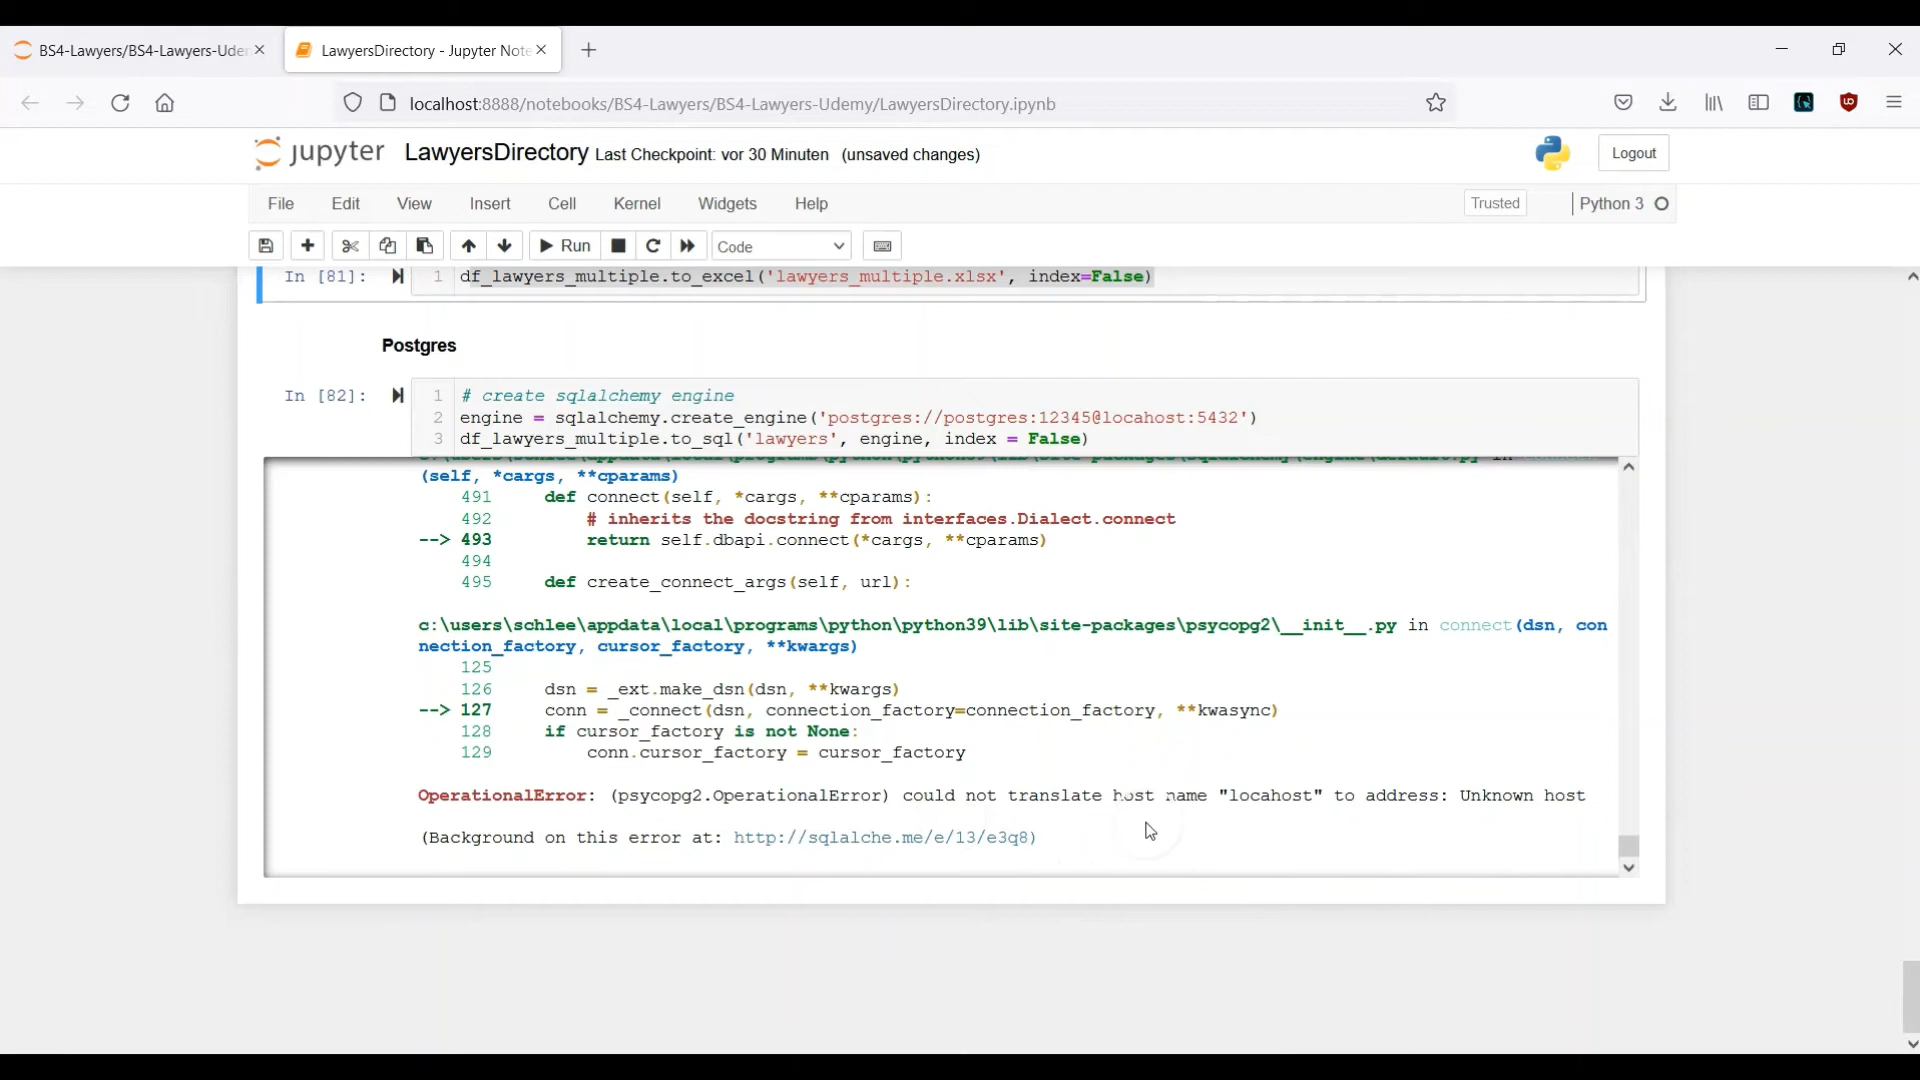 BS4-Lawyers/BS4-Lawyers-Ude
LawyersDirectory - Jupyter Note
localhost:8888/notebooks/BS4-Lawyers/BS4-Lawyers-Udemy/LawyersDirectory.ipynb
jupyter LawyersDirectory Last Checkpoint: vor 30 Minuten (unsaved changes)
Logout
File Edit View Insert Cell Kernel Widgets Help
Trusted
Python 3
Run
Code
In [81]: 1 df_lawyers_multiple.to_excel('lawyers_multiple.xlsx', index=False)
Postgres
In [82]: 1 # create sqlalchemy engine
2 engine = sqlalchemy.create_engine('postgres://postgres:12345@locahost:5432')
3 df_lawyers_multiple.to_sql('lawyers', engine, index = False)
(self, *cargs, **cparams)
491 def connect(self, *cargs, **cparams):
492 # inherits the docstring from interfaces.Dialect.connect
--> 493 return self.dbapi.connect(*cargs, **cparams)
494
495 def create_connect_args(self, url):
c:\users\schlee\appdata\local\programs\python\python39\lib\site-packages\psycopg2\__init__.py in connect(dsn, con
nection_factory, cursor_factory, **kwargs)
125
126 dsn = _ext.make_dsn(dsn, **kwargs)
--> 127 conn = _connect(dsn, connection_factory=connection_factory, **kwasync)
128 if cursor_factory is not None:
129 conn.cursor_factory = cursor_factory
OperationalError: (psycopg2.OperationalError) could not translate host name "locahost" to address: Unknown host
(Background on this error at: http://sqlalche.me/e/13/e3q8)